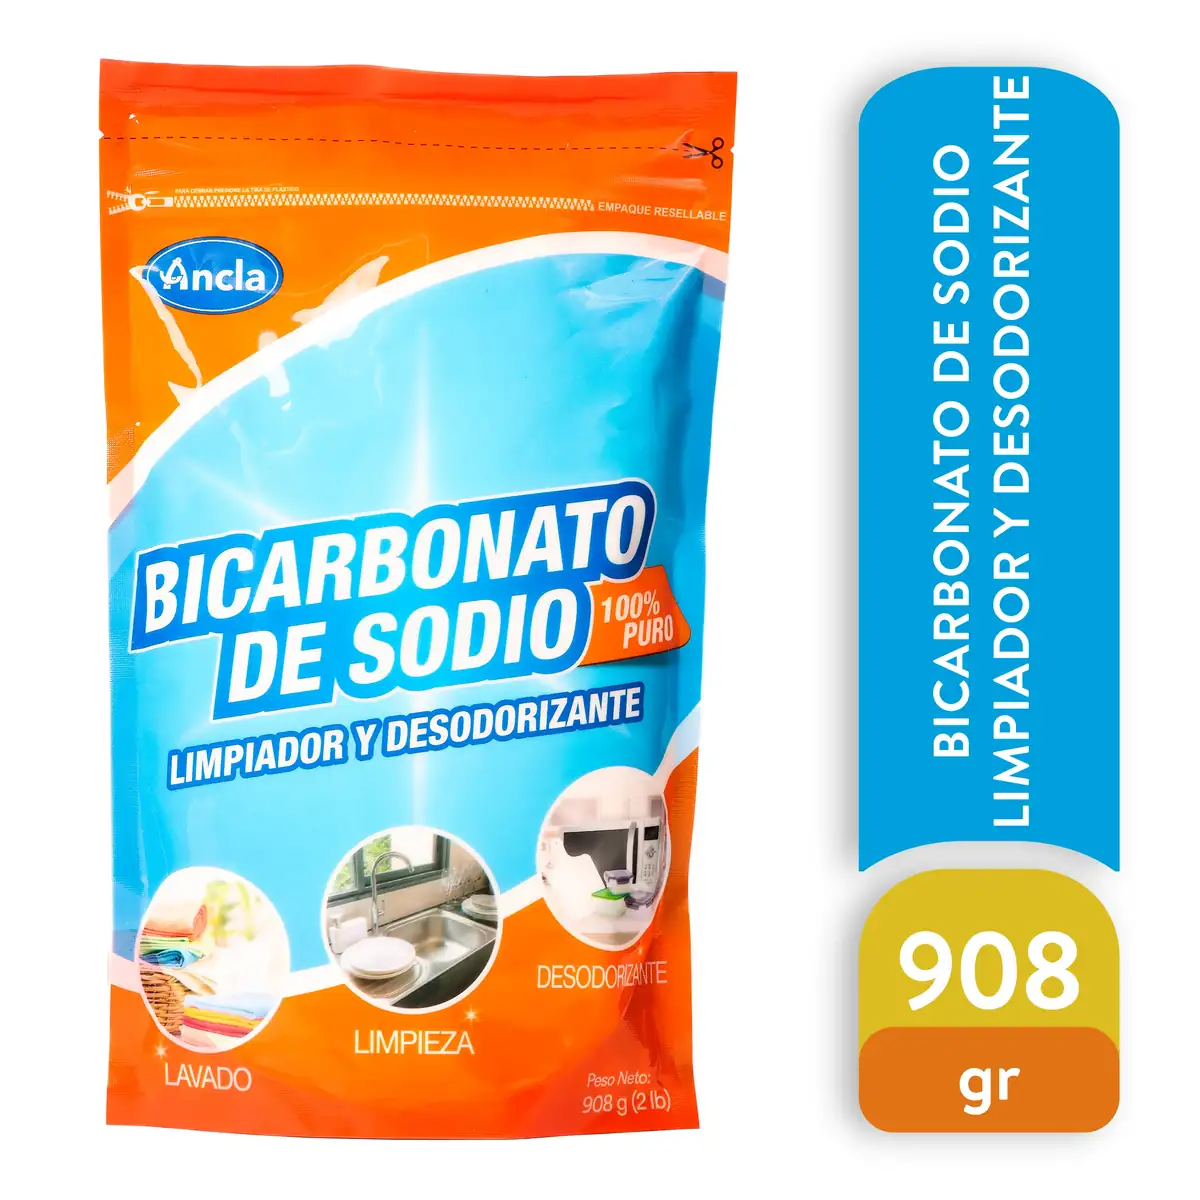 PARA CERRAR PRESIONE LA TIRA DE PLÁSTICO
EMPAQUE RESELLABLE
Ancla
BICARBONATO
DE SODIO
100%
PURO
LIMPIADOR Y DESODORIZANTE
DESODORIZANTE
LIMPIEZA
LAVADO
Peso Neto:
908 g (2 lb)
BICARBONATO DE SODIO
LIMPIADOR Y DESODORIZANTE
908
gr